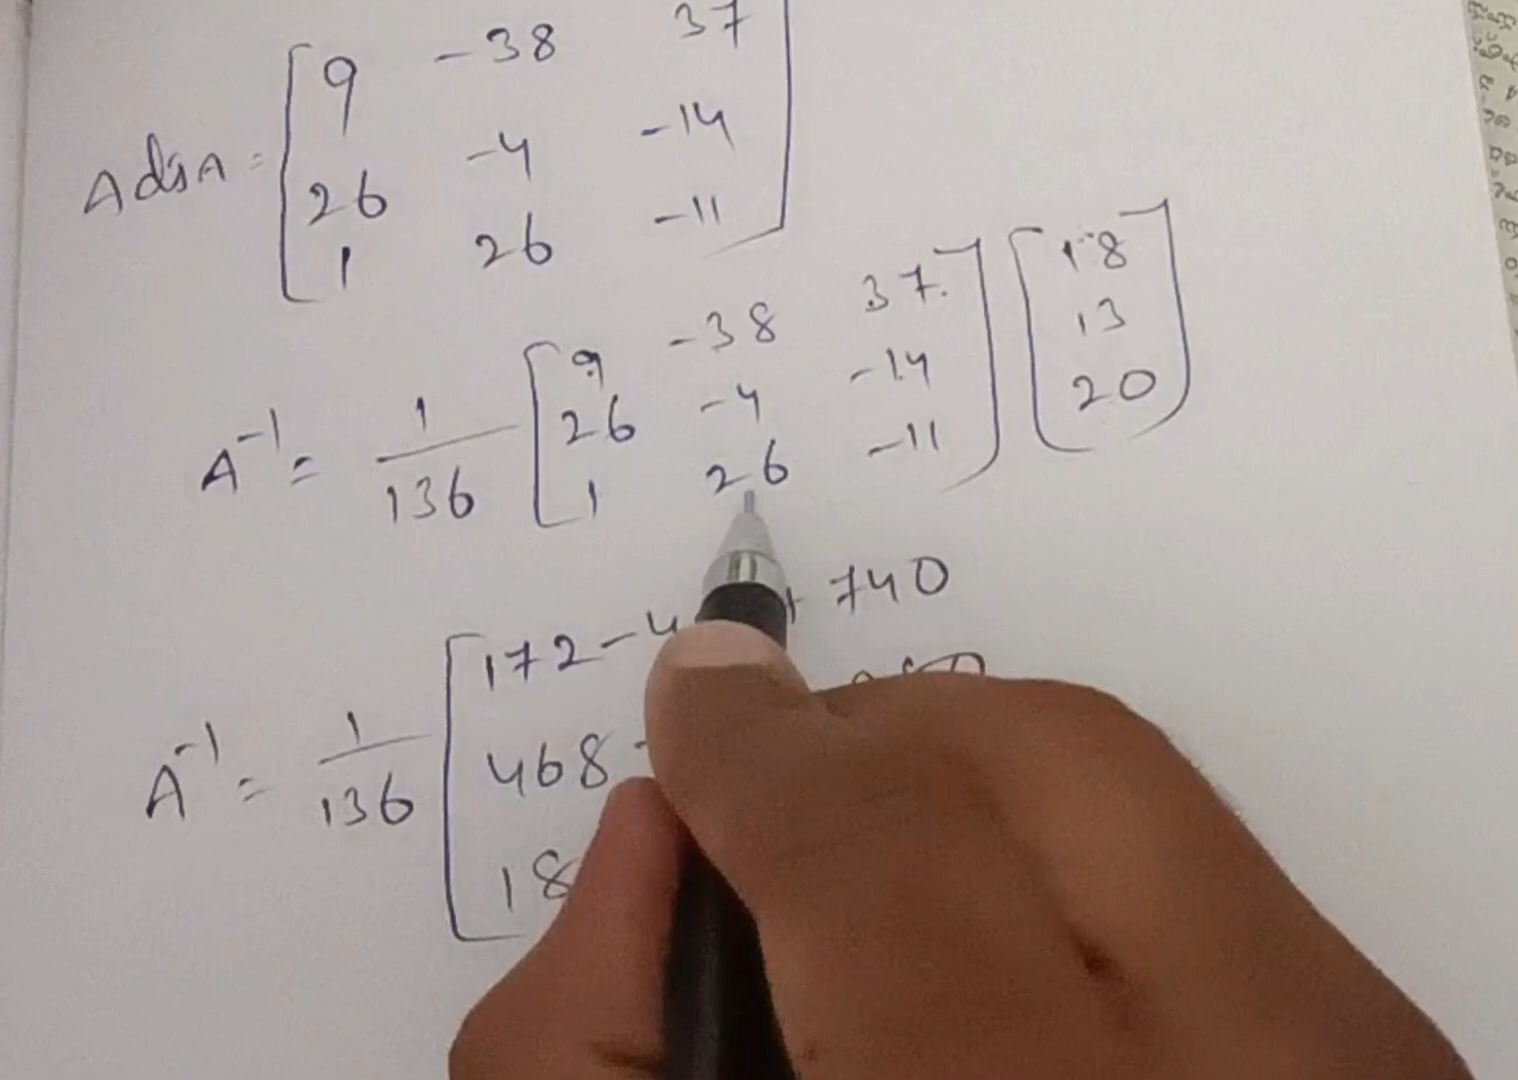 9 -38 37
Adj A = 26 -4 -14
1 26 -11
9 -38 37 18
A⁻¹ = 1/136 26 -4 -14 13
1 26 -11 20
172 - 4 + 740
A⁻¹ = 1/136 468 -
18